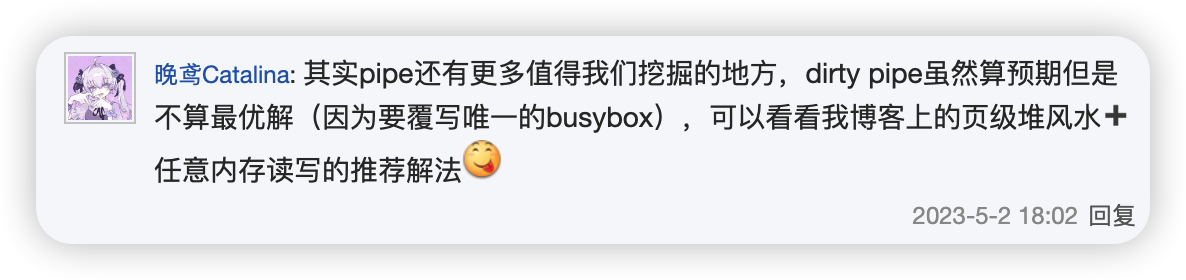 晚鸢Catalina: 其实pipe还有更多值得我们挖掘的地方，dirty pipe虽然算预期但是
不算最优解（因为要覆写唯一的busybox），可以看看我博客上的页级堆风水➕
任意内存读写的推荐解法
2023-5-2 18:02 回复